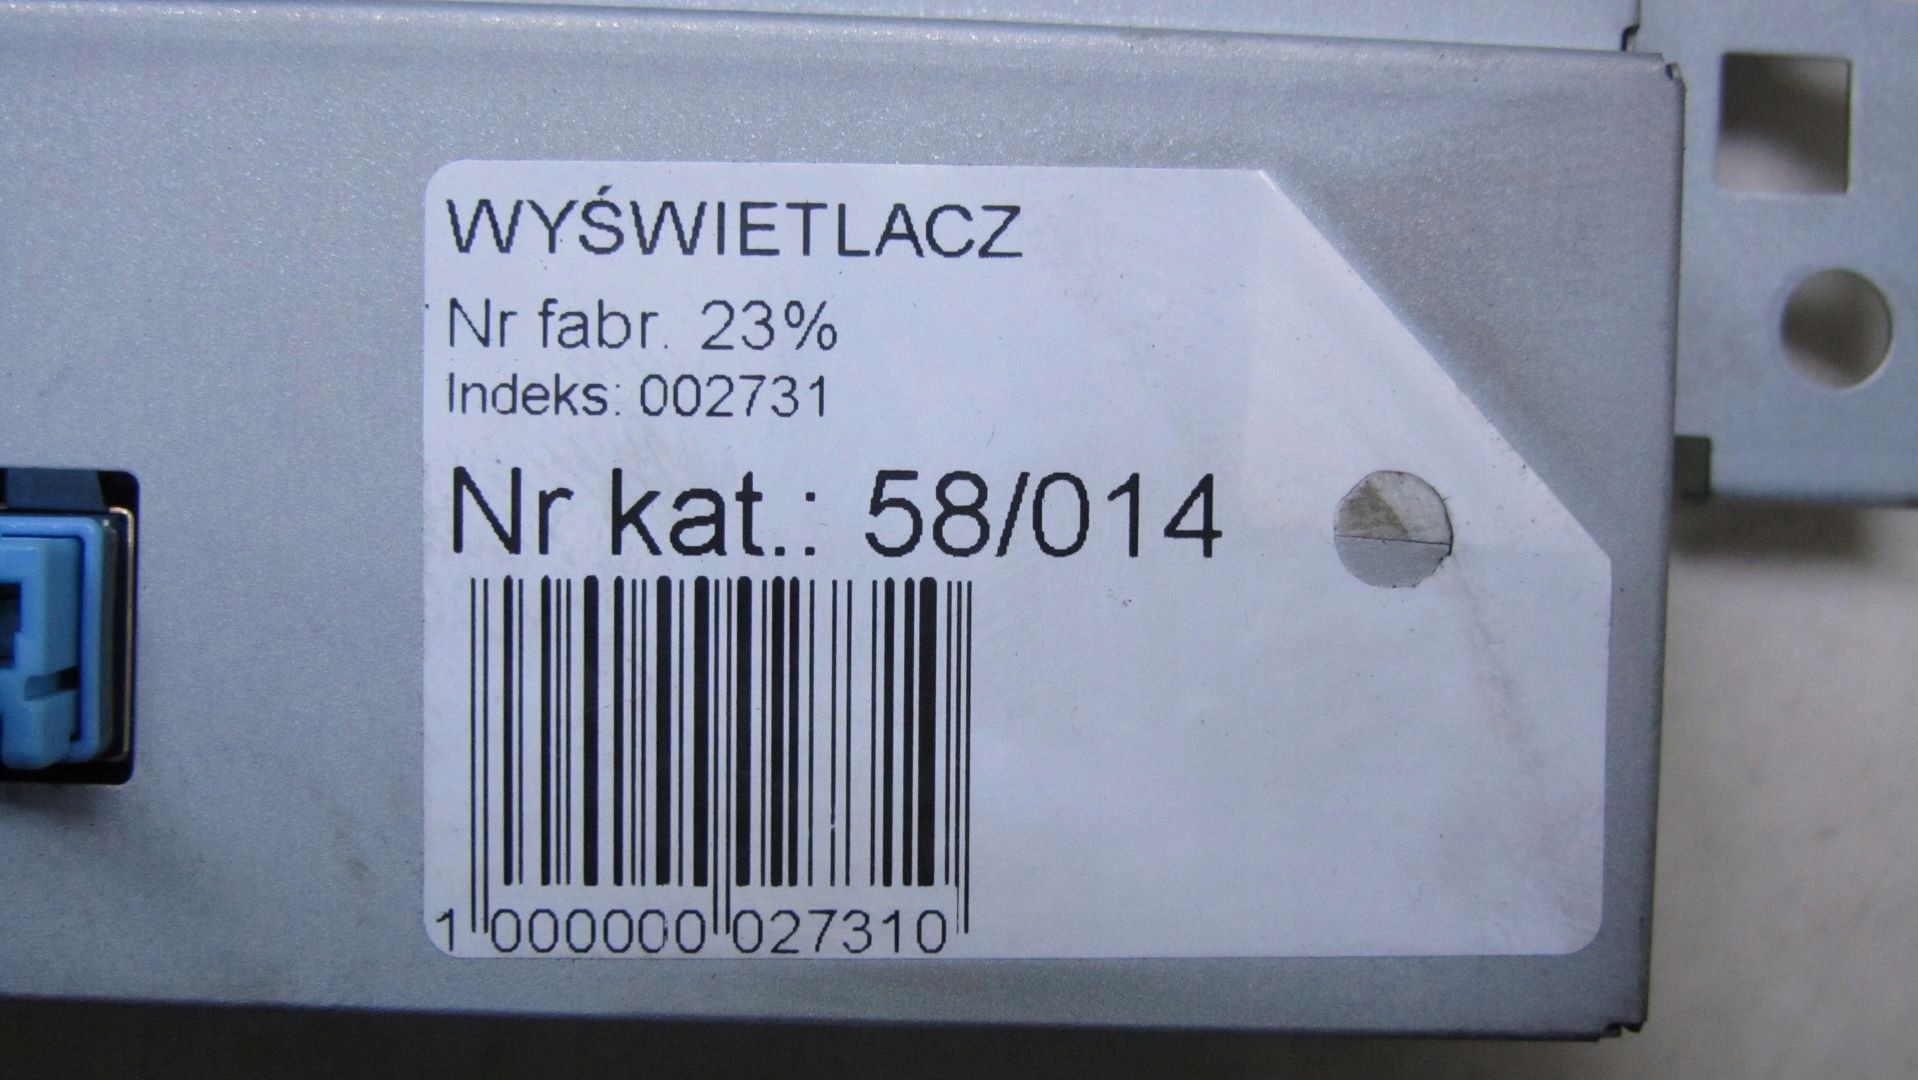 WYŚWIETLACZ
Nr fabr. 23%
Indeks: 002731
Nr kat.: 58/014
1 000000 027310